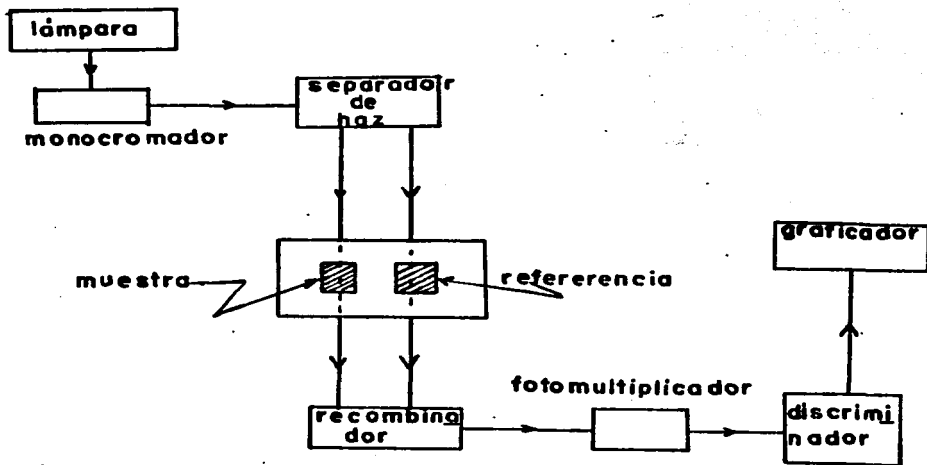 lámpara
monocromador
separador
de
haz
muestra
refererencia
graficador
fotomultiplicador
recombina
dor
discrimi
nador